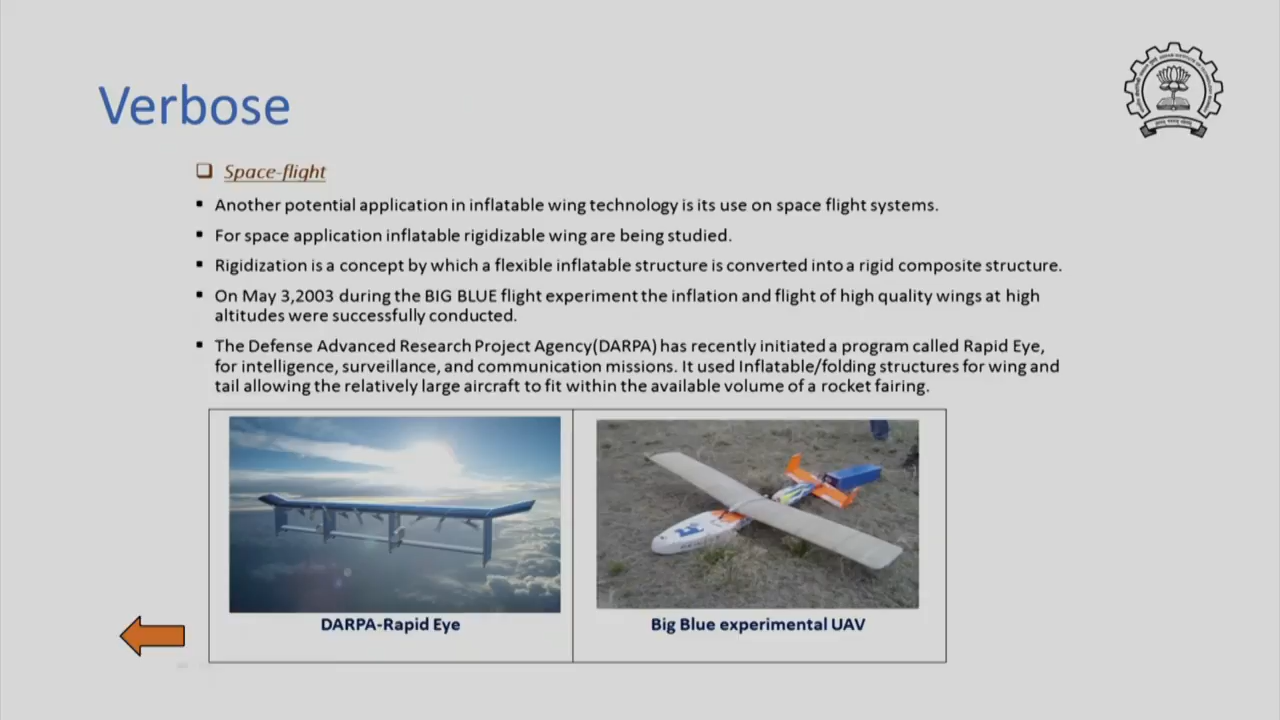 Verbose
Space-flight
Another potential application in inflatable wing technology is its use on space flight systems.
For space application inflatable rigidizable wing are being studied.
Rigidization is a concept by which a flexible inflatable structure is converted into a rigid composite structure.
On May 3,2003 during the BIG BLUE flight experiment the inflation and flight of high quality wings at high
altitudes were successfully conducted.
The Defense Advanced Research Project Agency(DARPA) has recently initiated a program called Rapid Eye,
for intelligence, surveillance, and communication missions. It used Inflatable/folding structures for wing and
tail allowing the relatively large aircraft to fit within the available volume of a rocket fairing.
DARPA-Rapid Eye
Big Blue experimental UAV